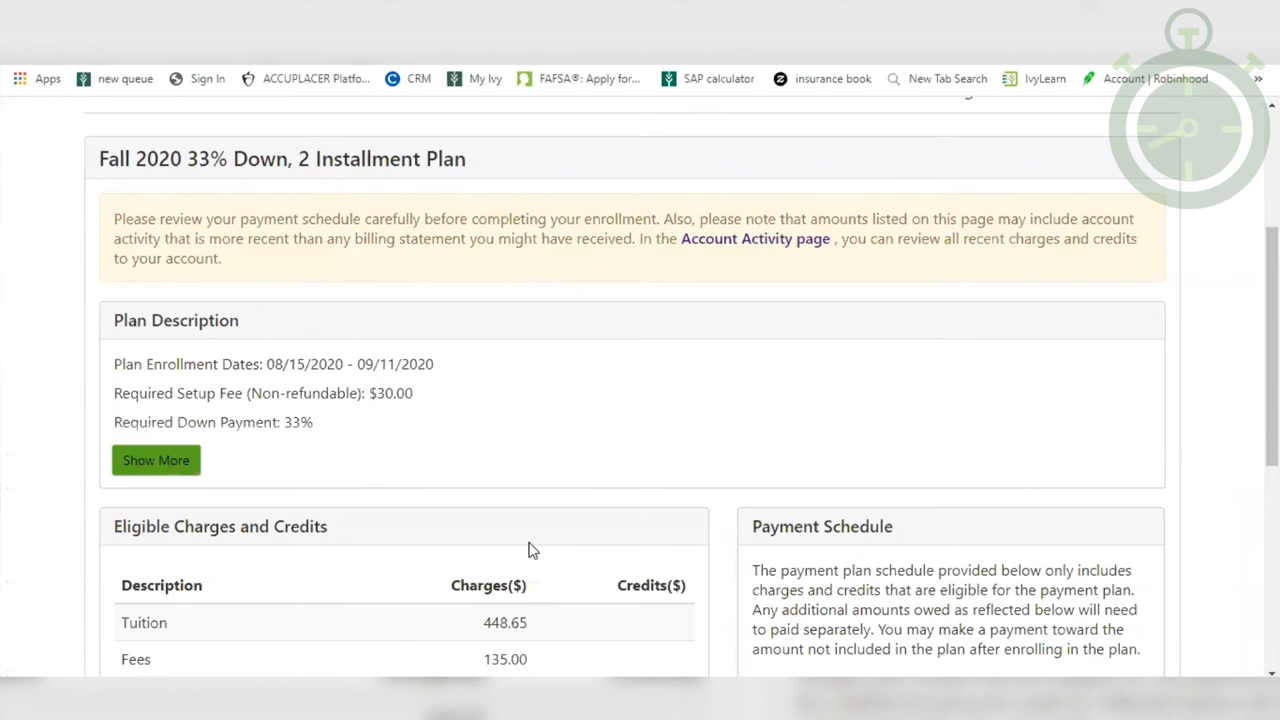 Apps new queue Sign In ACCUPLACER Platfo... CRM My Ivy FAFSA®: Apply for... SAP calculator insurance book New Tab Search IvyLearn Account | Robinhood »
Fall 2020 33% Down, 2 Installment Plan
Please review your payment schedule carefully before completing your enrollment. Also, please note that amounts listed on this page may include account
activity that is more recent than any billing statement you might have received. In the Account Activity page , you can review all recent charges and credits
to your account.
Plan Description
Plan Enrollment Dates: 08/15/2020 - 09/11/2020
Required Setup Fee (Non-refundable): $30.00
Required Down Payment: 33%
Show More
Eligible Charges and Credits
Description Charges($) Credits($)
Tuition 448.65
Fees 135.00
Payment Schedule
The payment plan schedule provided below only includes
charges and credits that are eligible for the payment plan.
Any additional amounts owed as reflected below will need
to paid separately. You may make a payment toward the
amount not included in the plan after enrolling in the plan.